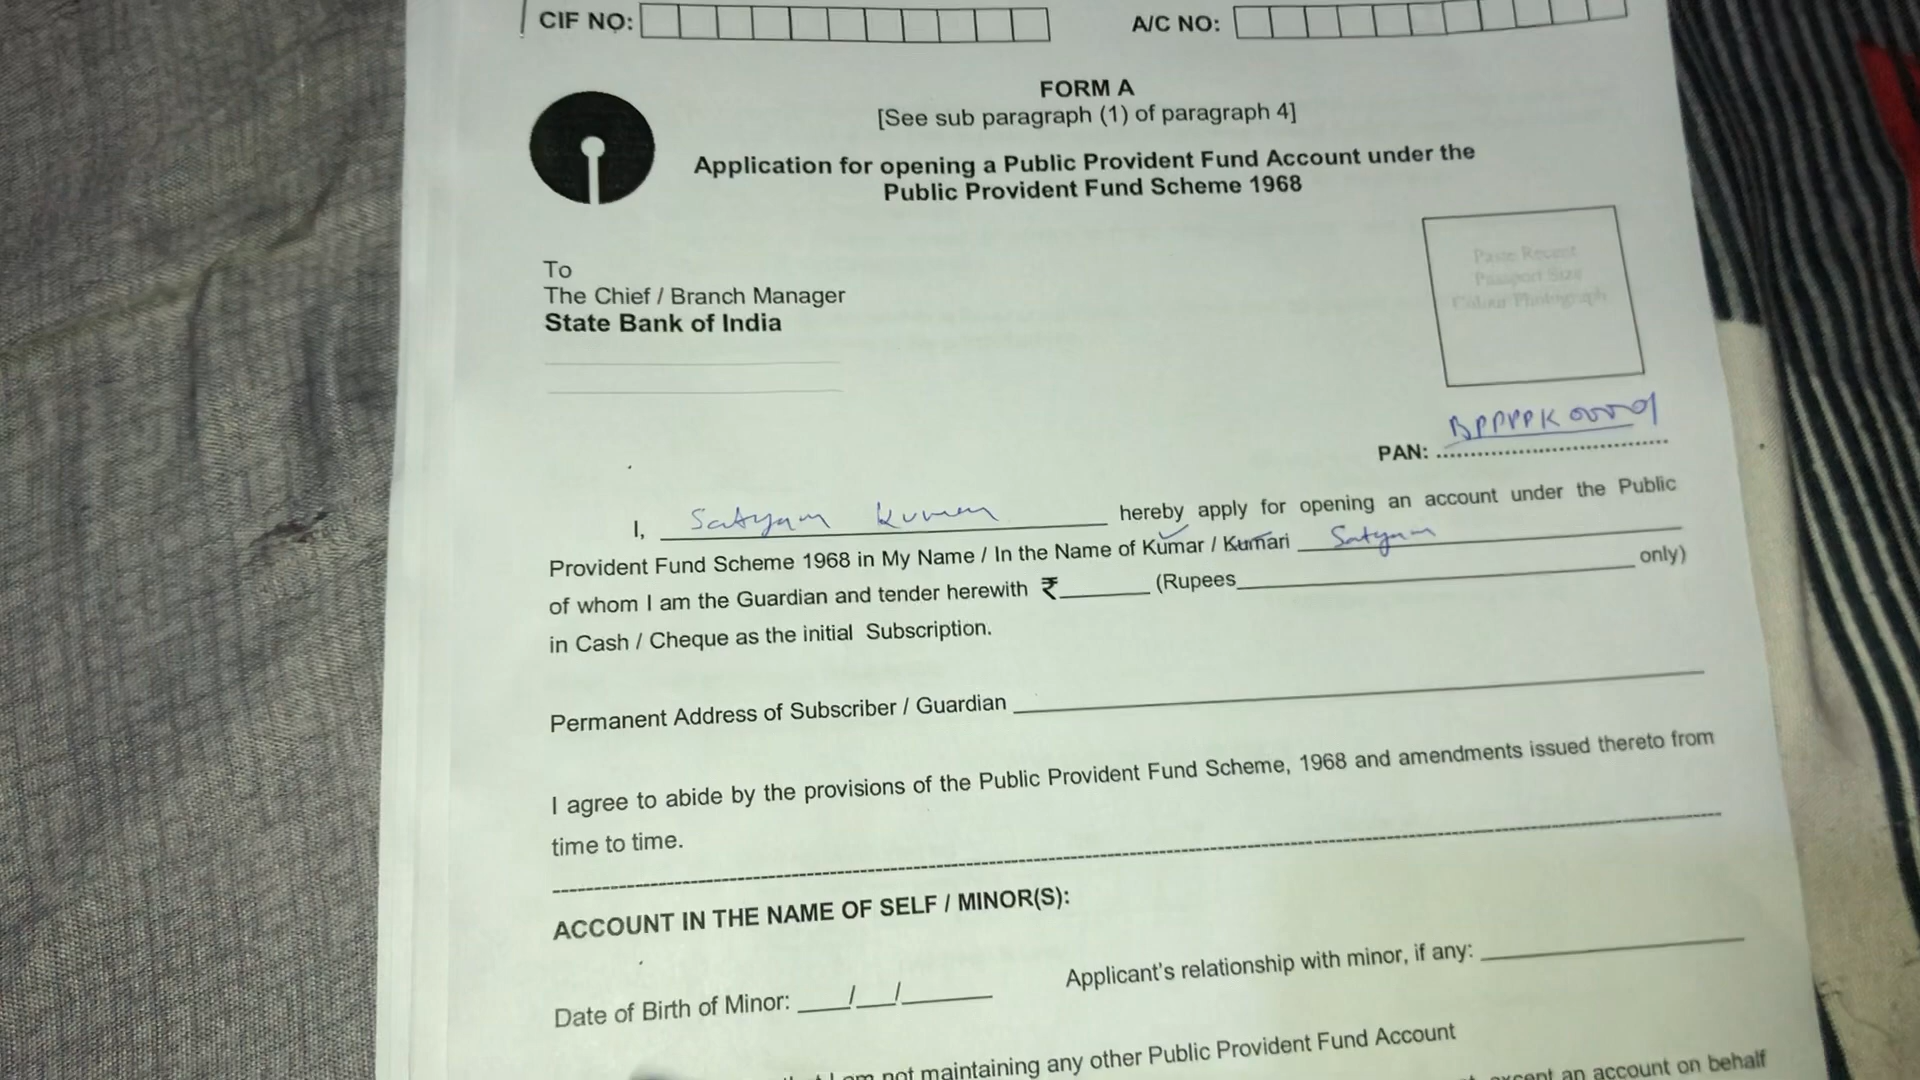 CIF NO: A/C NO:
FORM A
[See sub paragraph (1) of paragraph 4]
Application for opening a Public Provident Fund Account under the
Public Provident Fund Scheme 1968
Paste Recent
Passport Size
Colour Photograph
To
The Chief / Branch Manager
State Bank of India
PAN:
I, Satyam Kumar hereby apply for opening an account under the Public
Provident Fund Scheme 1968 in My Name / In the Name of Kumar / Kumari Satyam
of whom I am the Guardian and tender herewith ₹ (Rupees only)
in Cash / Cheque as the initial Subscription.
Permanent Address of Subscriber / Guardian
I agree to abide by the provisions of the Public Provident Fund Scheme, 1968 and amendments issued thereto from
time to time.
ACCOUNT IN THE NAME OF SELF / MINOR(S):
Applicant's relationship with minor, if any:
Date of Birth of Minor: / /
I am not maintaining any other Public Provident Fund Account
except an account on behalf